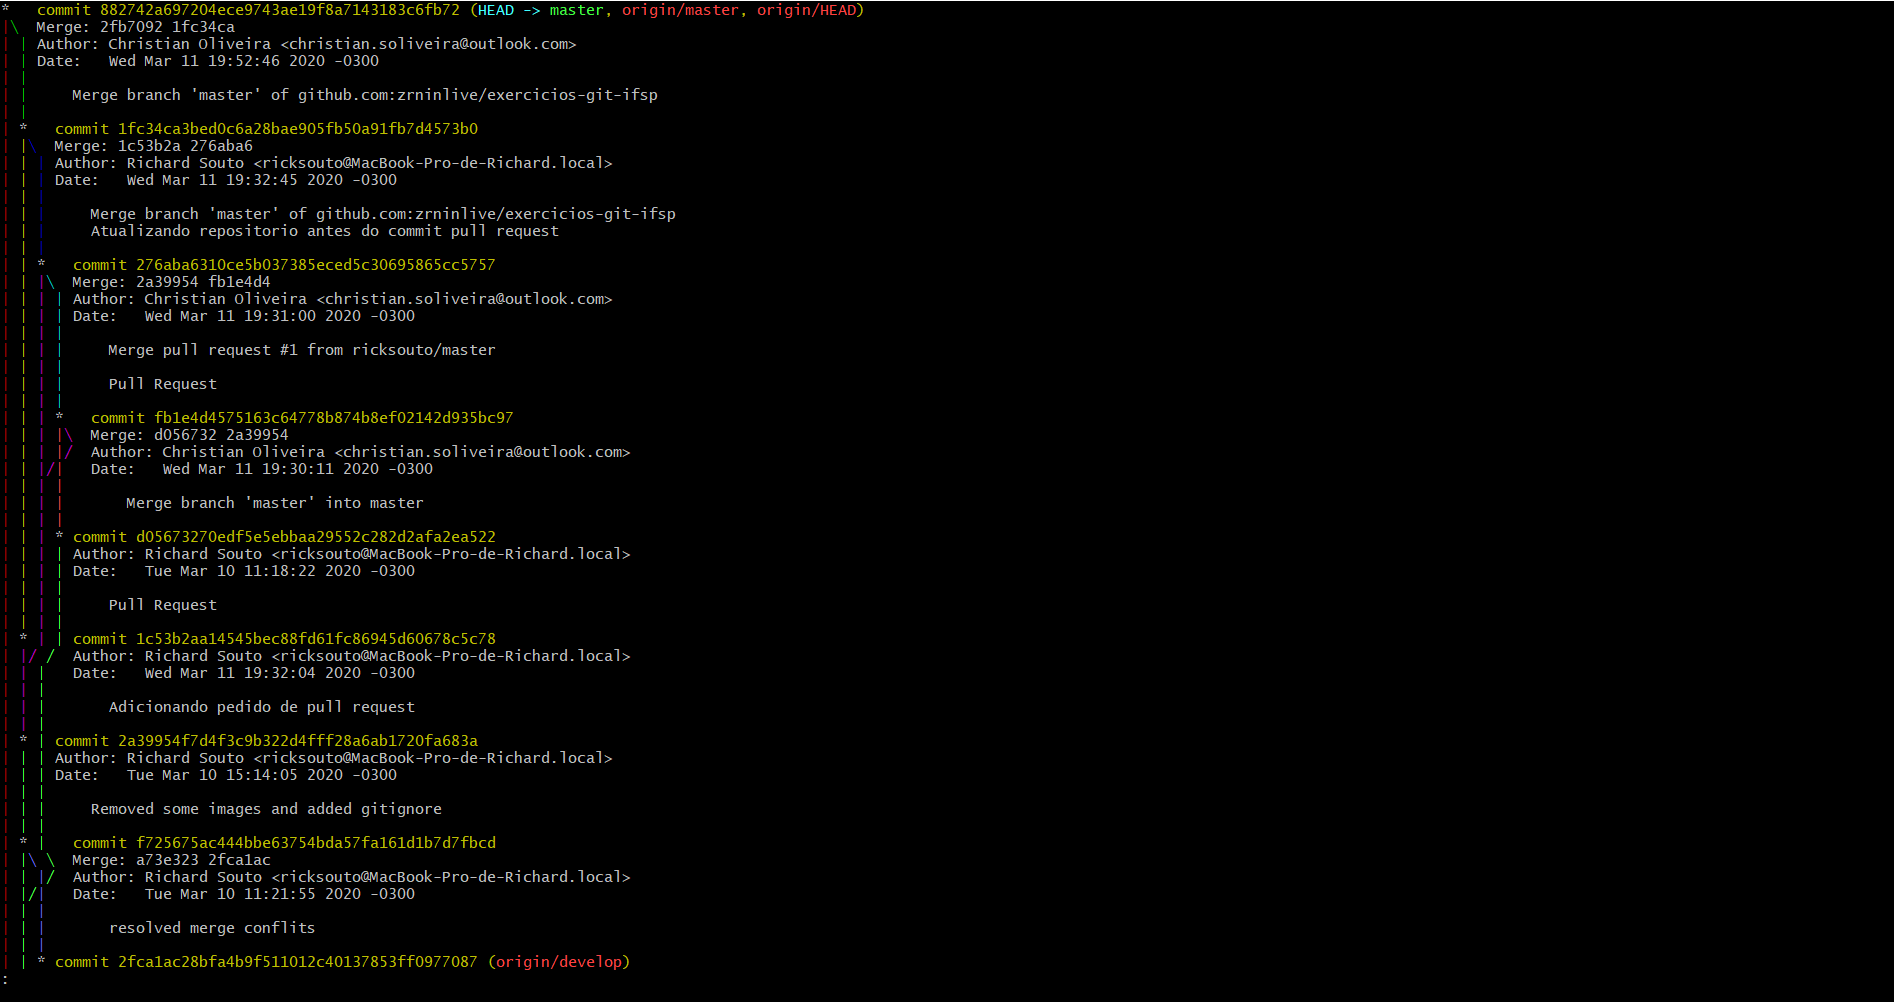 *   commit 882742a697204ece9743ae19f8a7143183c6fb72 (HEAD -> master, origin/master, origin/HEAD)
|\  Merge: 2fb7092 1fc34ca
| | Author: Christian Oliveira <christian.soliveira@outlook.com>
| | Date:   Wed Mar 11 19:52:46 2020 -0300
| |
| |     Merge branch 'master' of github.com:zrninlive/exercicios-git-ifsp
| |
| *   commit 1fc34ca3bed0c6a28bae905fb50a91fb7d4573b0
| |\  Merge: 1c53b2a 276aba6
| | | Author: Richard Souto <ricksouto@MacBook-Pro-de-Richard.local>
| | | Date:   Wed Mar 11 19:32:45 2020 -0300
| | |
| | |     Merge branch 'master' of github.com:zrninlive/exercicios-git-ifsp
| | |     Atualizando repositorio antes do commit pull request
| | |
| | *   commit 276aba6310ce5b037385eced5c30695865cc5757
| | |\  Merge: 2a39954 fb1e4d4
| | | | Author: Christian Oliveira <christian.soliveira@outlook.com>
| | | | Date:   Wed Mar 11 19:31:00 2020 -0300
| | | |
| | | |     Merge pull request #1 from ricksouto/master
| | | |
| | | |     Pull Request
| | | |
| | | *   commit fb1e4d4575163c64778b874b8ef02142d935bc97
| | | |\  Merge: d056732 2a39954
| | | |/  Author: Christian Oliveira <christian.soliveira@outlook.com>
| | |/|   Date:   Wed Mar 11 19:30:11 2020 -0300
| | | |
| | | |       Merge branch 'master' into master
| | | |
| | | * commit d05673270edf5e5ebbaa29552c282d2afa2ea522
| | | | Author: Richard Souto <ricksouto@MacBook-Pro-de-Richard.local>
| | | | Date:   Tue Mar 10 11:18:22 2020 -0300
| | | |
| | | |     Pull Request
| | | |
| * | | commit 1c53b2aa14545bec88fd61fc86945d60678c5c78
| |/ /  Author: Richard Souto <ricksouto@MacBook-Pro-de-Richard.local>
| | |   Date:   Wed Mar 11 19:32:04 2020 -0300
| | |
| | |       Adicionando pedido de pull request
| | |
| * | commit 2a39954f7d4f3c9b322d4fff28a6ab1720fa683a
| | | Author: Richard Souto <ricksouto@MacBook-Pro-de-Richard.local>
| | | Date:   Tue Mar 10 15:14:05 2020 -0300
| | |
| | |     Removed some images and added gitignore
| | |
| * |   commit f725675ac444bbe63754bda57fa161d1b7d7fbcd
| |\ \  Merge: a73e323 2fca1ac
| | |/  Author: Richard Souto <ricksouto@MacBook-Pro-de-Richard.local>
| |/|   Date:   Tue Mar 10 11:21:55 2020 -0300
| | |
| | |       resolved merge conflits
| | |
| | * commit 2fca1ac28bfa4b9f511012c40137853ff0977087 (origin/develop)
: